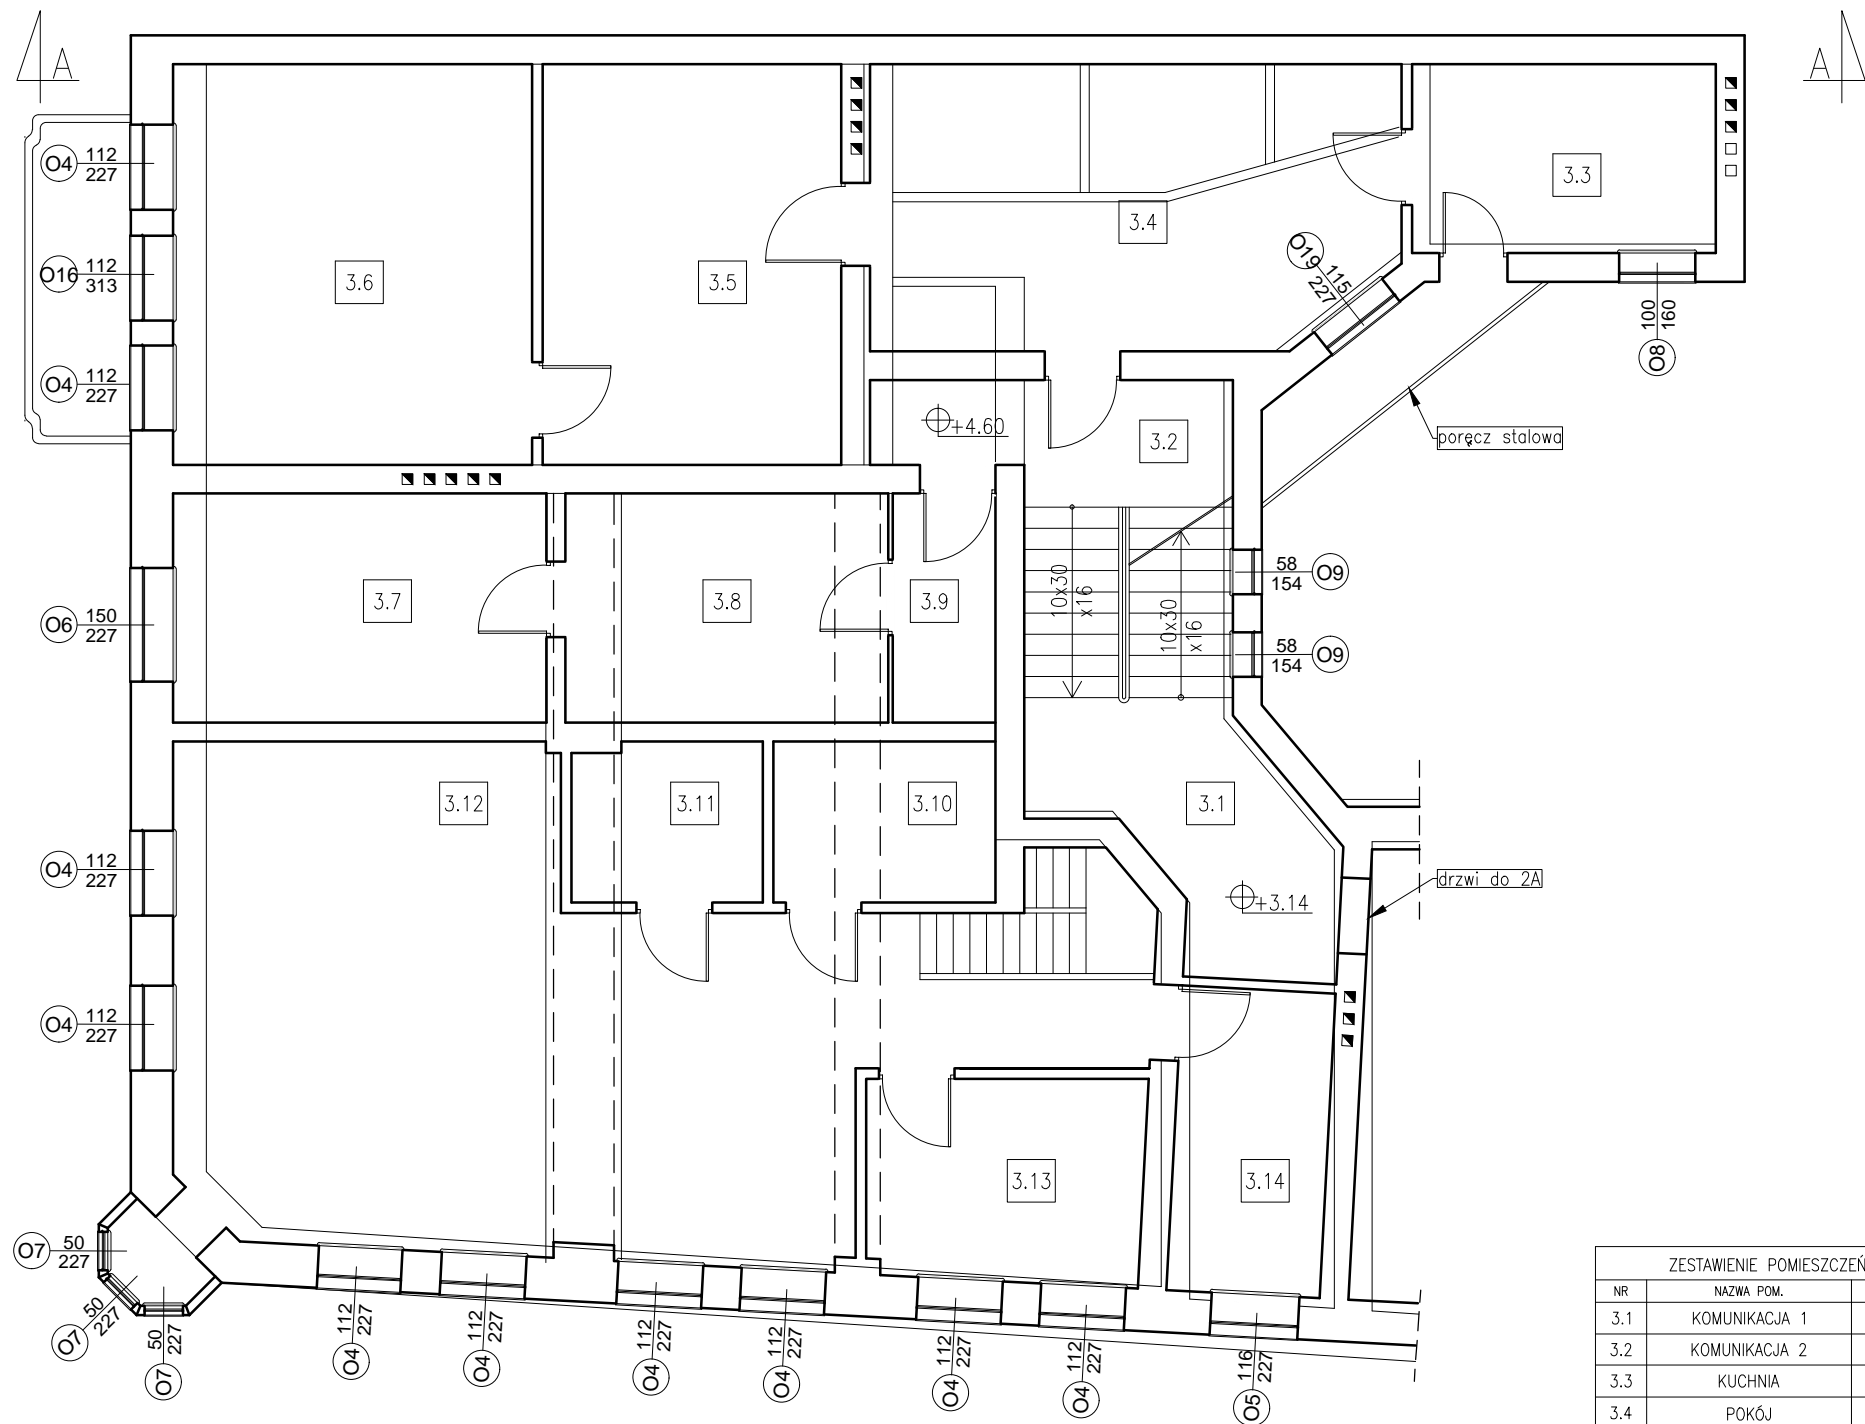 A
A
O4 112
227
O16 112
313
O4 112
227
3.6
3.5
3.4
3.3
O19 115
227
100
160
O8
+4.60
3.2
poręcz stalowa
O6 150
227
3.7
3.8
3.9
10x30
x16
10x30
x16
58
154 O9
58
154 O9
3.12
3.11
3.10
3.1
O4 112
227
drzwi do 2A
+3.14
O4 112
227
3.13
3.14
O7 50
227
O7 50
227
O7 50
227
O4 112
227
O4 112
227
O4 112
227
O4 112
227
O4 112
227
O4 112
227
O5 116
227
ZESTAWIENIE POMIESZCZEŃ
NR NAZWA POM.
3.1 KOMUNIKACJA 1
3.2 KOMUNIKACJA 2
3.3 KUCHNIA
3.4 POKÓJ